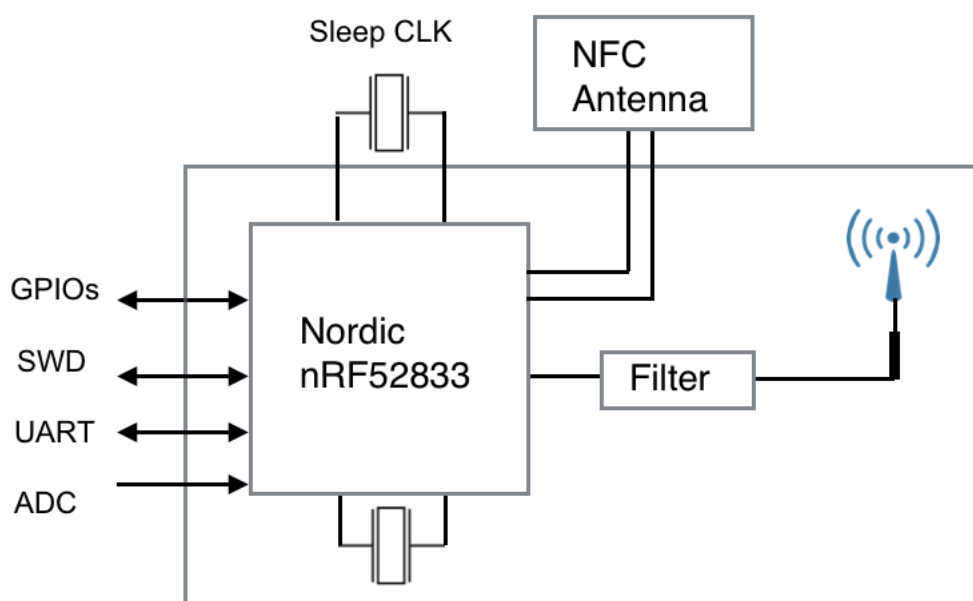 Sleep CLK
NFC
Antenna
GPIOs
SWD
UART
ADC
Nordic
nRF52833
Filter